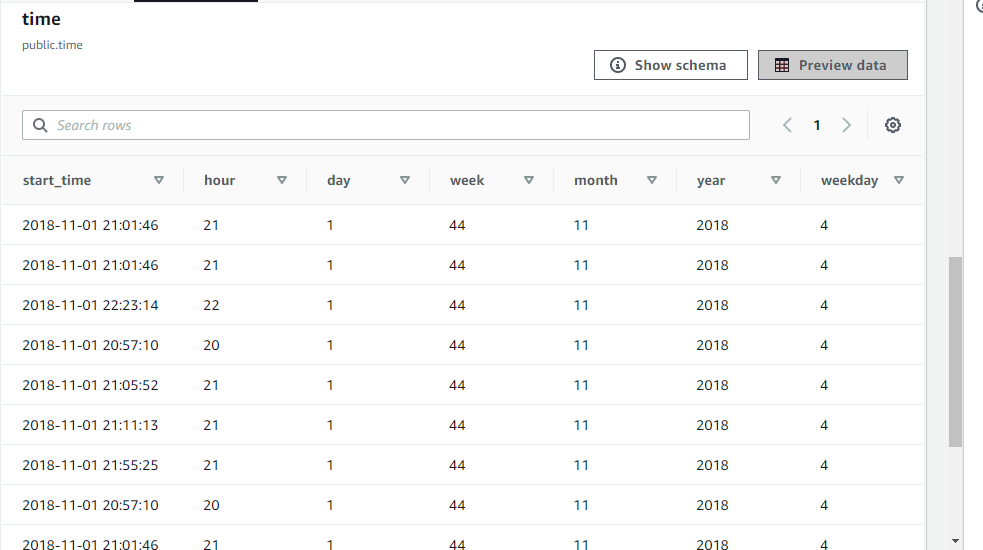 time
public.time
Show schema
Preview data
Search rows
1
start_time hour day week month year weekday
2018-11-01 21:01:46 21 1 44 11 2018 4
2018-11-01 21:01:46 21 1 44 11 2018 4
2018-11-01 22:23:14 22 1 44 11 2018 4
2018-11-01 20:57:10 20 1 44 11 2018 4
2018-11-01 21:05:52 21 1 44 11 2018 4
2018-11-01 21:11:13 21 1 44 11 2018 4
2018-11-01 21:55:25 21 1 44 11 2018 4
2018-11-01 20:57:10 20 1 44 11 2018 4
2018-11-01 21:01:46 21 1 44 11 2018 4